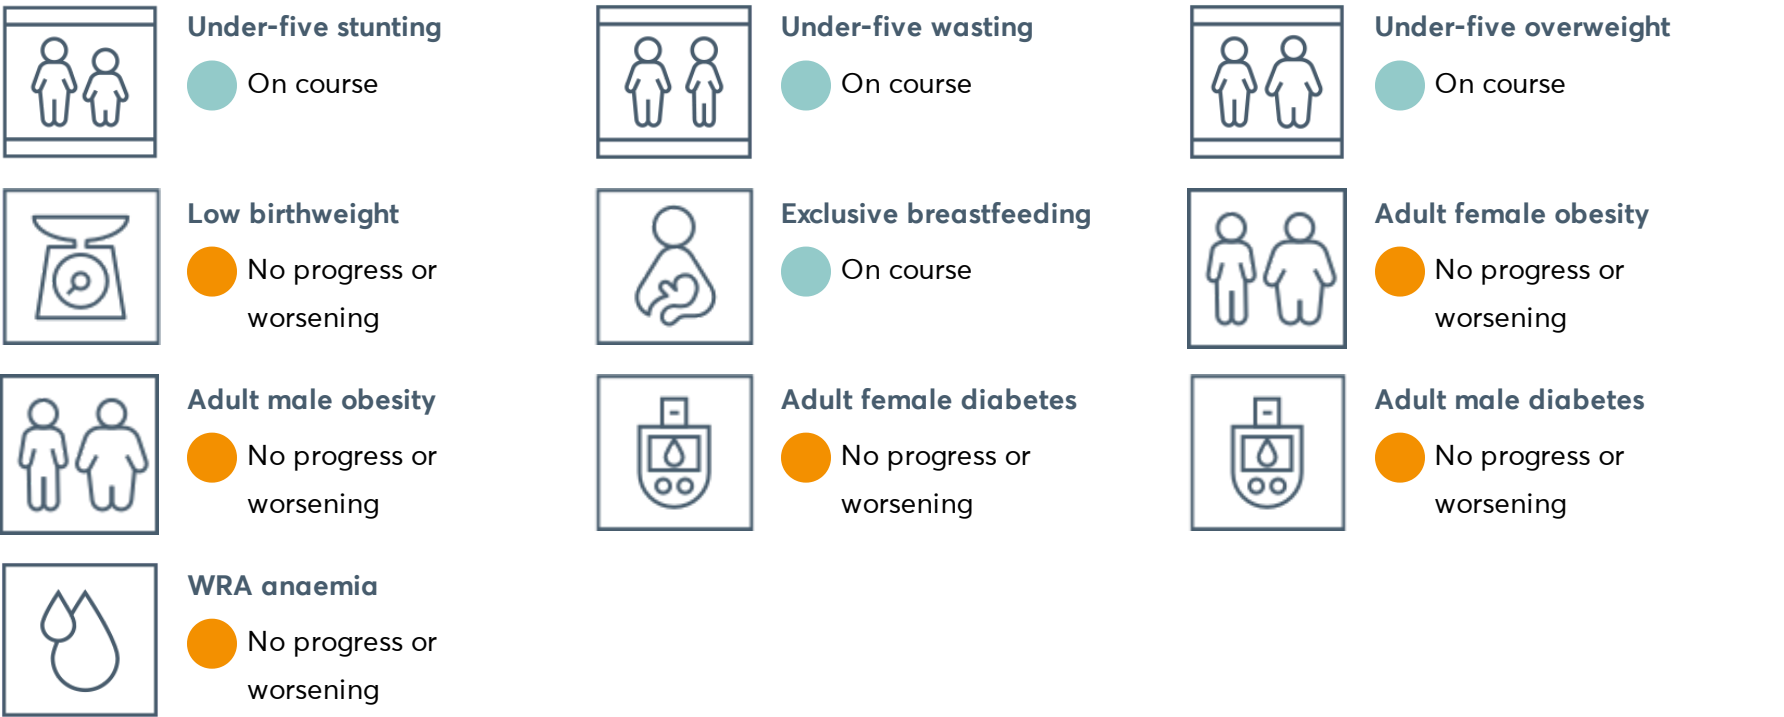 Under-five stunting
On course
Under-five wasting
On course
Under-five overweight
On course
Low birthweight
No progress or
worsening
Exclusive breastfeeding
On course
Adult female obesity
No progress or
worsening
Adult male obesity
No progress or
worsening
Adult female diabetes
No progress or
worsening
Adult male diabetes
No progress or
worsening
WRA anaemia
No progress or
worsening